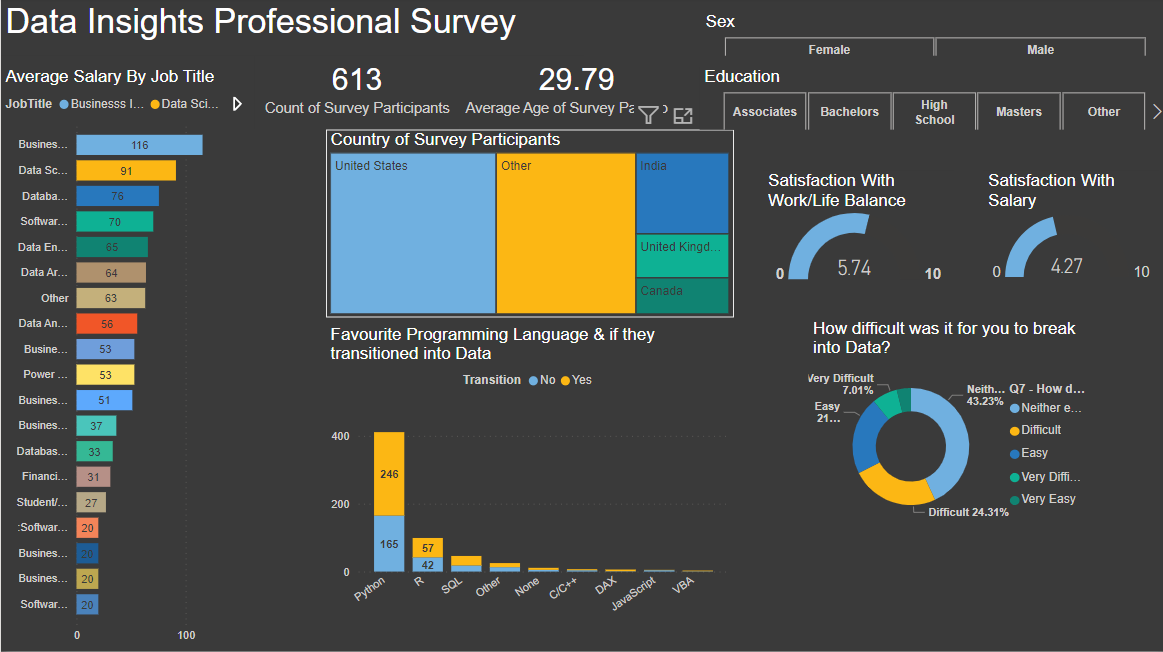 Data Insights Professional Survey
Sex
Female
Male
Average Salary By Job Title
JobTitle
Businesss I...
Data Sci...
613
Count of Survey Participants
29.79
Average Age of Survey Pa
Education
Associates
Bachelors
High
School
Masters
Other
Busines...
116
Data Sc...
91
Databa...
76
Softwar...
70
Data En...
65
Data Ar...
64
Other
63
Data An...
56
Busine...
53
Power ...
53
Busines...
51
Busines...
37
Databas...
33
Financi...
31
Student/...
27
:Softwar...
20
Busines...
20
Busines...
20
Softwar...
20
0
100
Country of Survey Participants
United States
Other
India
United Kingd...
Canada
Satisfaction With
Work/Life Balance
0
5.74
10
Satisfaction With
Salary
0
4.27
10
Favourite Programming Language & if they
transitioned into Data
Transition
No
Yes
400
200
0
246
165
57
42
Python
R
SQL
Other
None
C/C++
DAX
JavaScript
VBA
How difficult was it for you to break
into Data?
Very Difficult
7.01%
Easy
21...
Neith...
43.23%
Difficult 24.31%
Q7 - How d...
Neither e...
Difficult
Easy
Very Diffi...
Very Easy